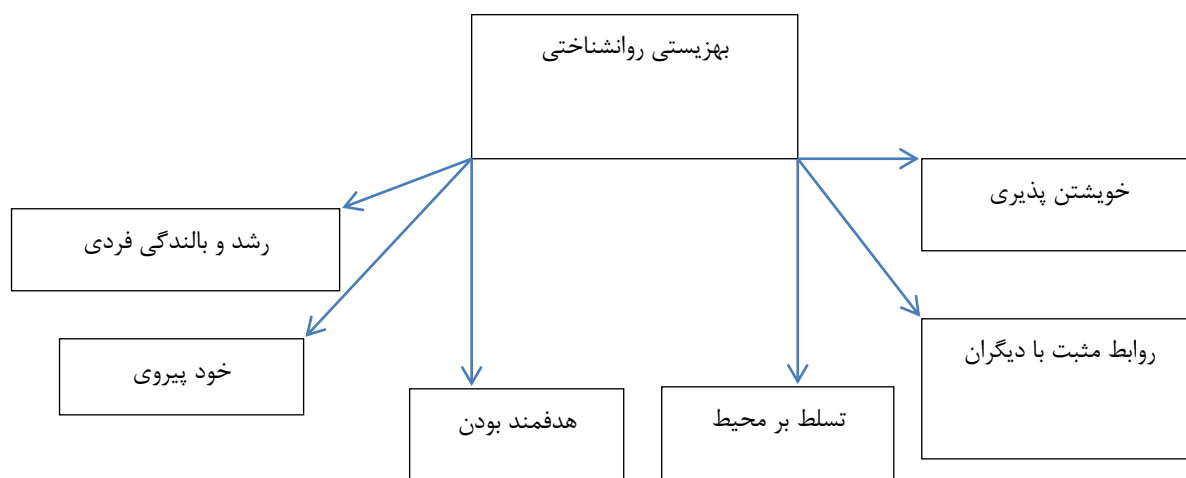 بهزیستی روانشناختی
خویشتن پذیری
رشد و بالندگی فردی
روابط مثبت با دیگران
خود پیروی
تسلط بر محیط
هدفمند بودن